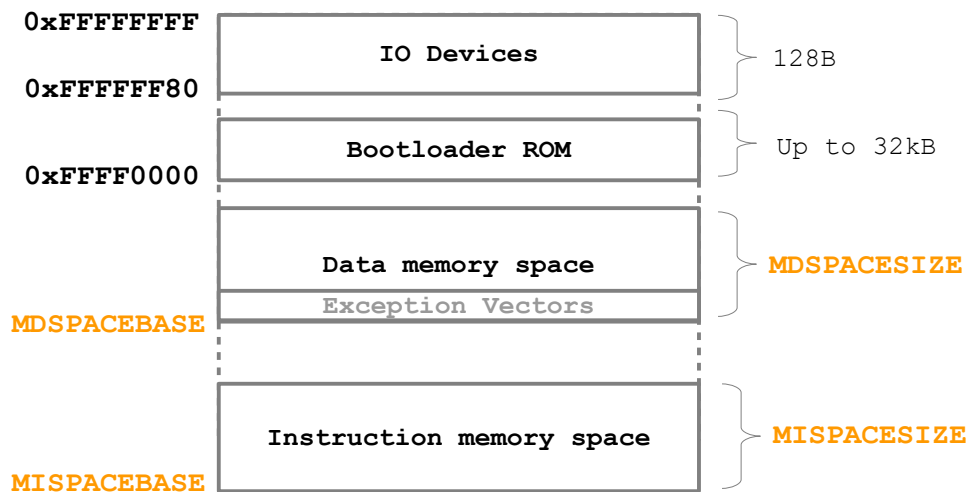 0xFFFFFFFF
IO Devices
128B
0xFFFFFF80
Bootloader ROM
Up to 32kB
0xFFFF0000
Data memory space
MDSPACESIZE
Exception Vectors
MDSPACEBASE
Instruction memory space
MISPACESIZE
MISPACEBASE